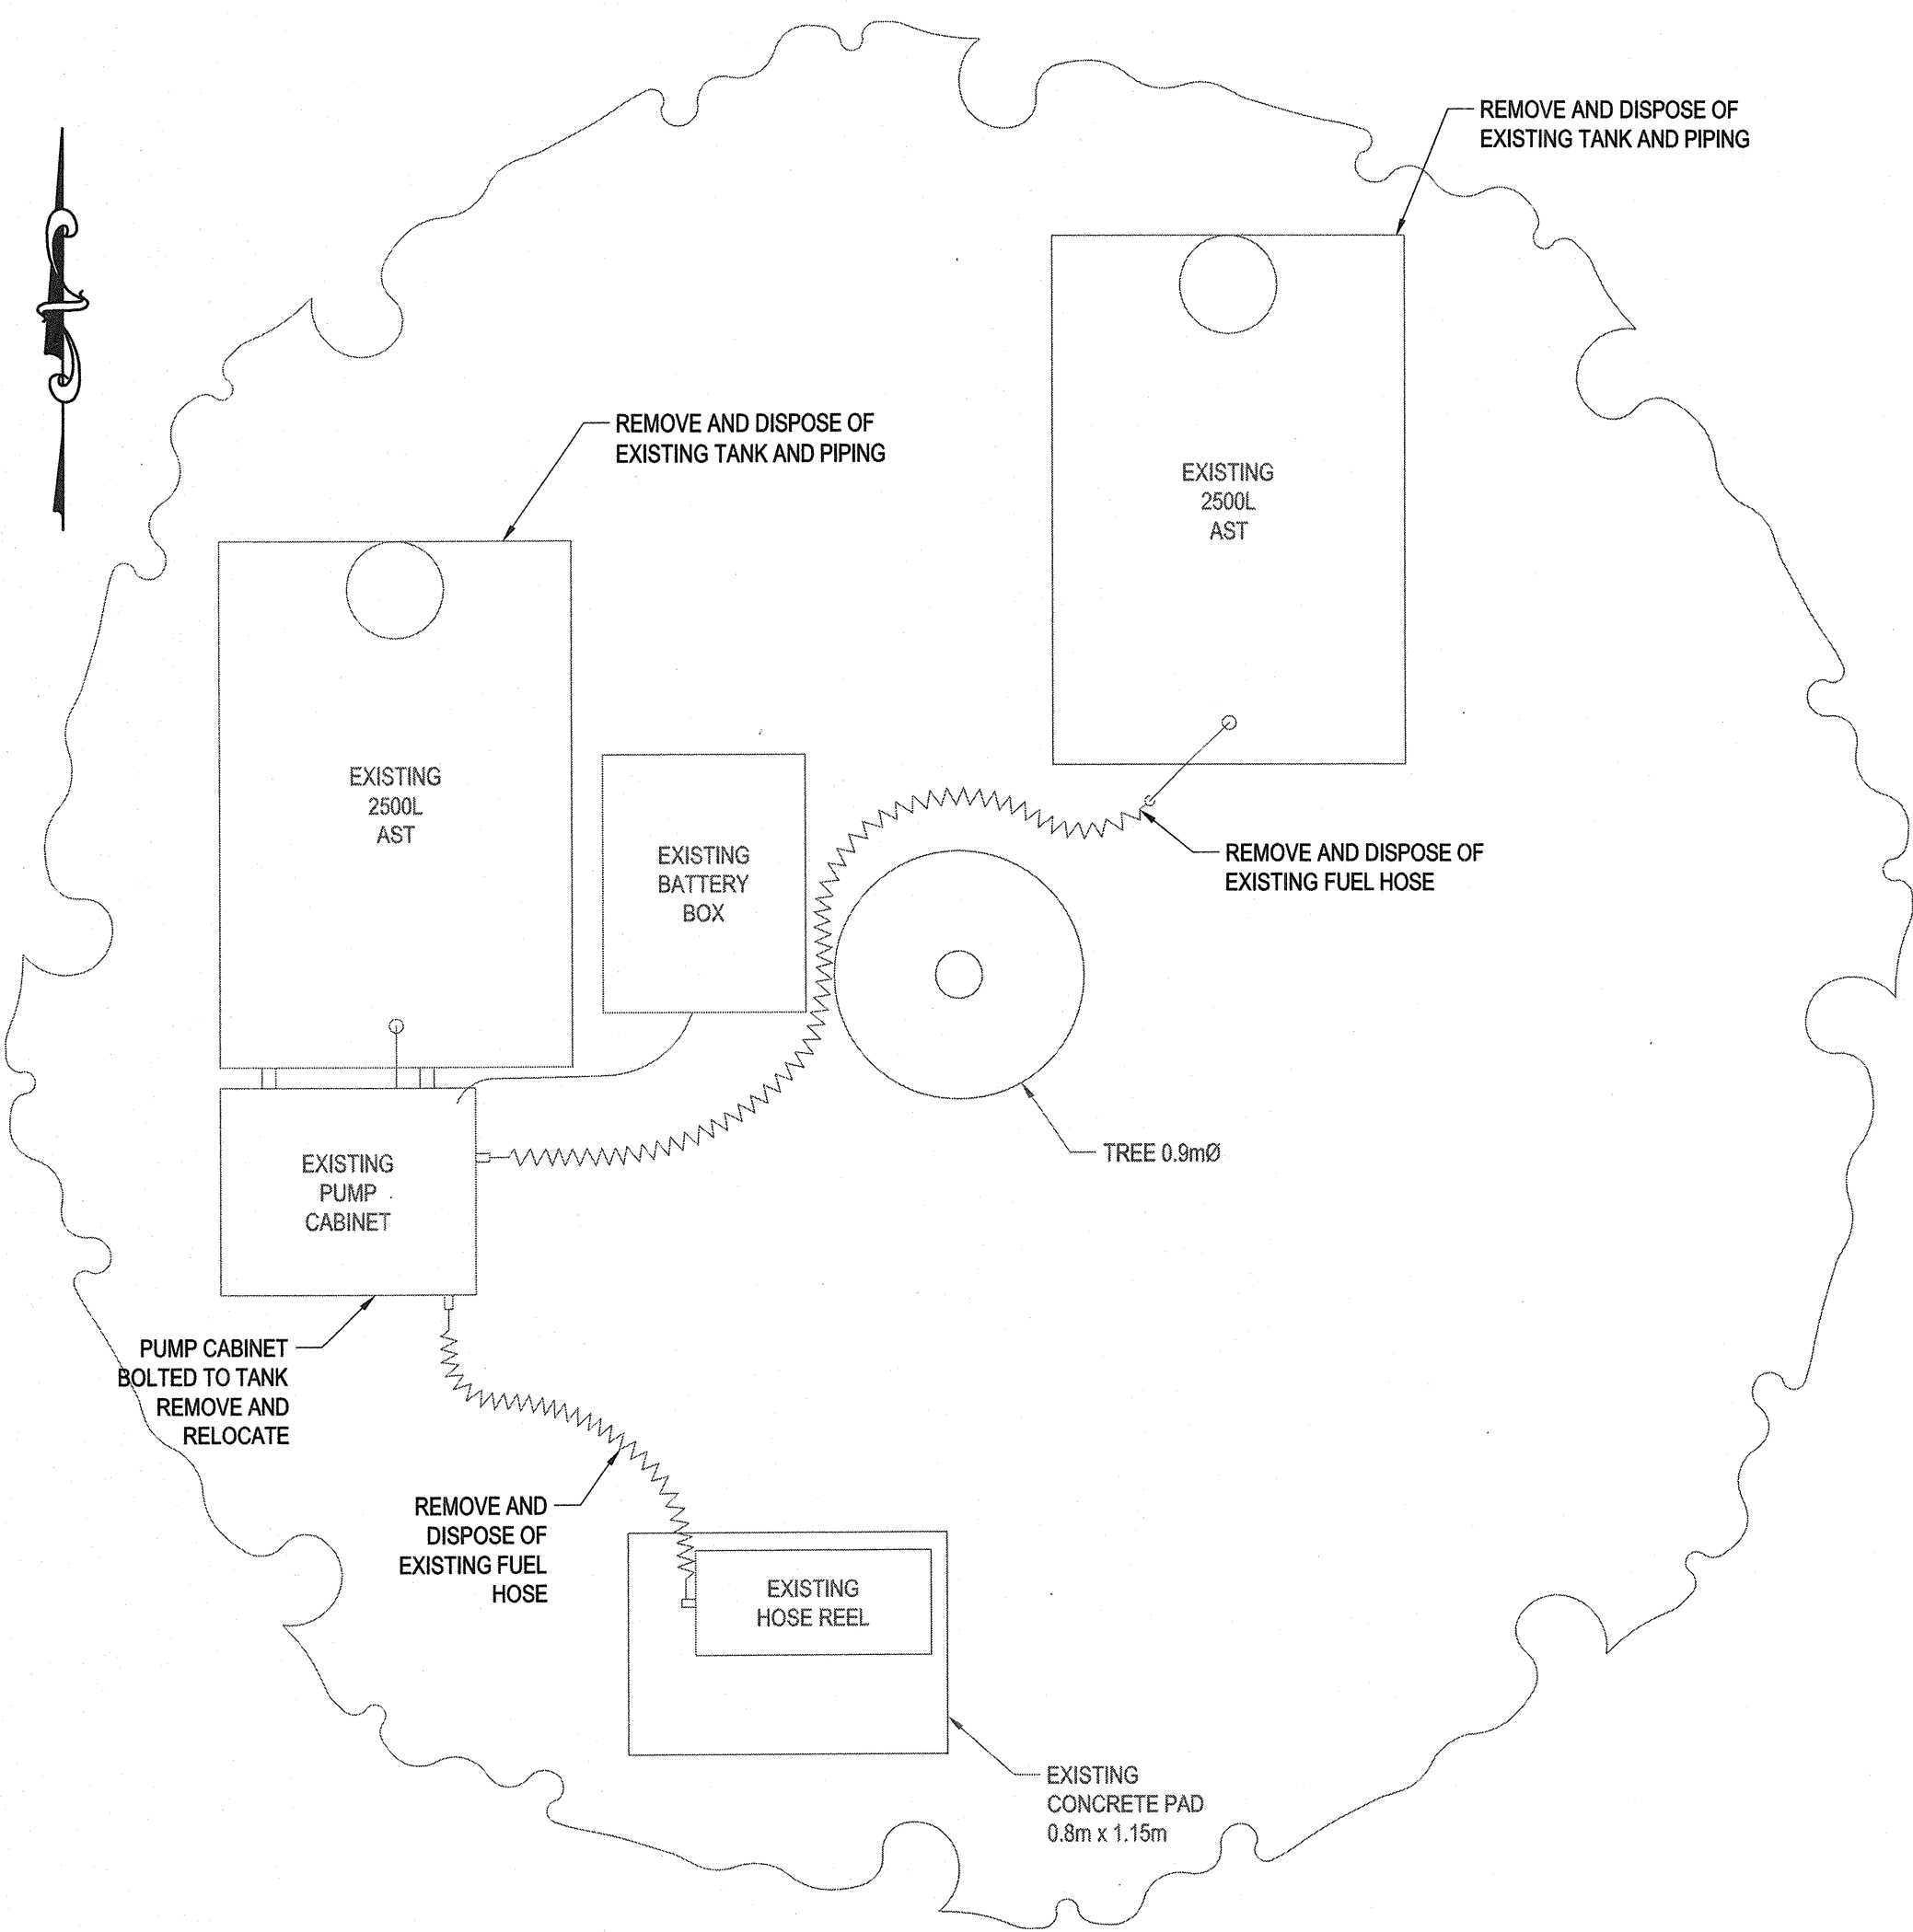 REMOVE AND DISPOSE OF
EXISTING TANK AND PIPING
REMOVE AND DISPOSE OF
EXISTING TANK AND PIPING
EXISTING
2500L
AST
EXISTING
2500L
AST
EXISTING
BATTERY
BOX
REMOVE AND DISPOSE OF
EXISTING FUEL HOSE
TREE 0.9mØ
EXISTING
PUMP
CABINET
PUMP CABINET
BOLTED TO TANK
REMOVE AND
RELOCATE
REMOVE AND
DISPOSE OF
EXISTING FUEL
HOSE
EXISTING
HOSE REEL
EXISTING
CONCRETE PAD
0.8m x 1.15m